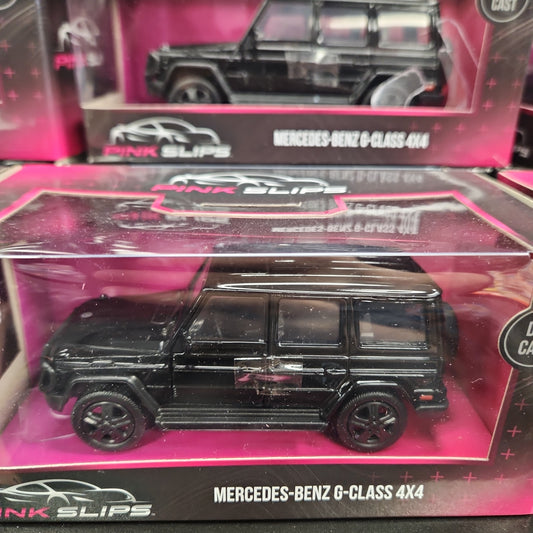 CAST
PINK SLIPS
MERCEDES-BENZ G-CLASS 4X4
PINK SLIPS
MERCEDES-BENZ G-CLASS 4X4
PINK SLIPS
MERCEDES-BENZ G-CLASS 4X4